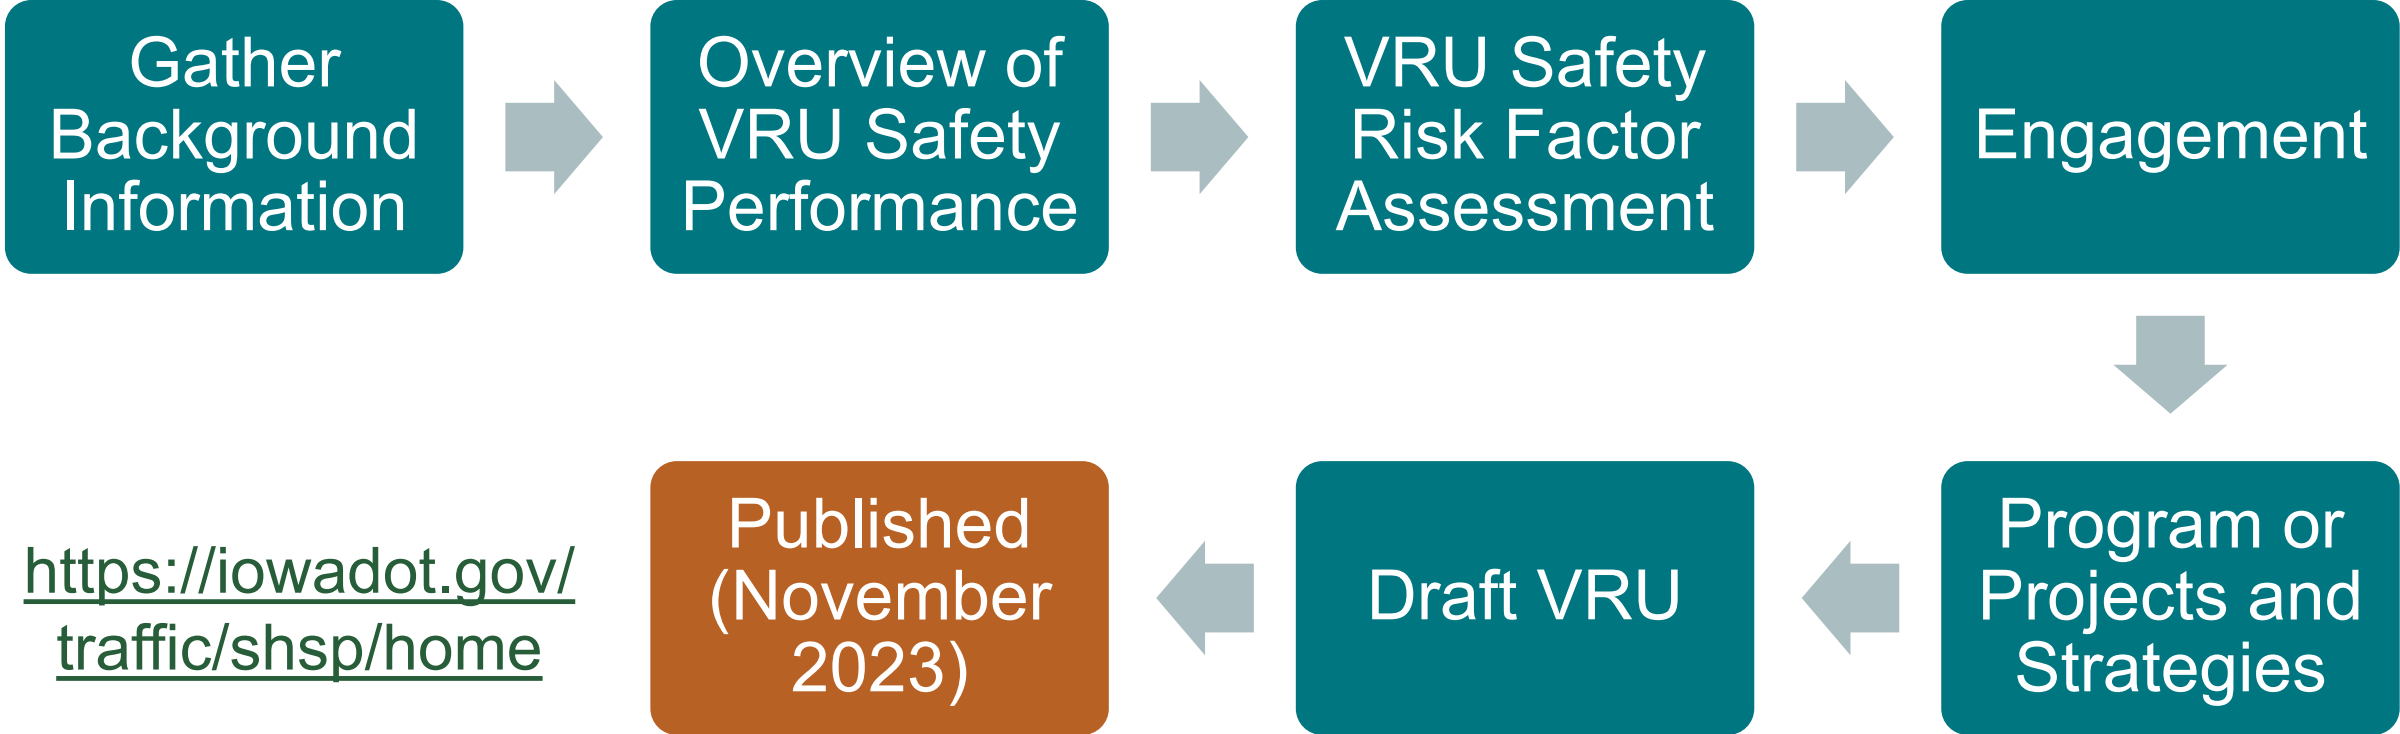 Gather
Background
Information
Overview of
VRU Safety
Performance
VRU Safety
Risk Factor
Assessment
Engagement
Program or
Projects and
Strategies
Draft VRU
Published
(November
2023)
https://iowadot.gov/
traffic/shsp/home